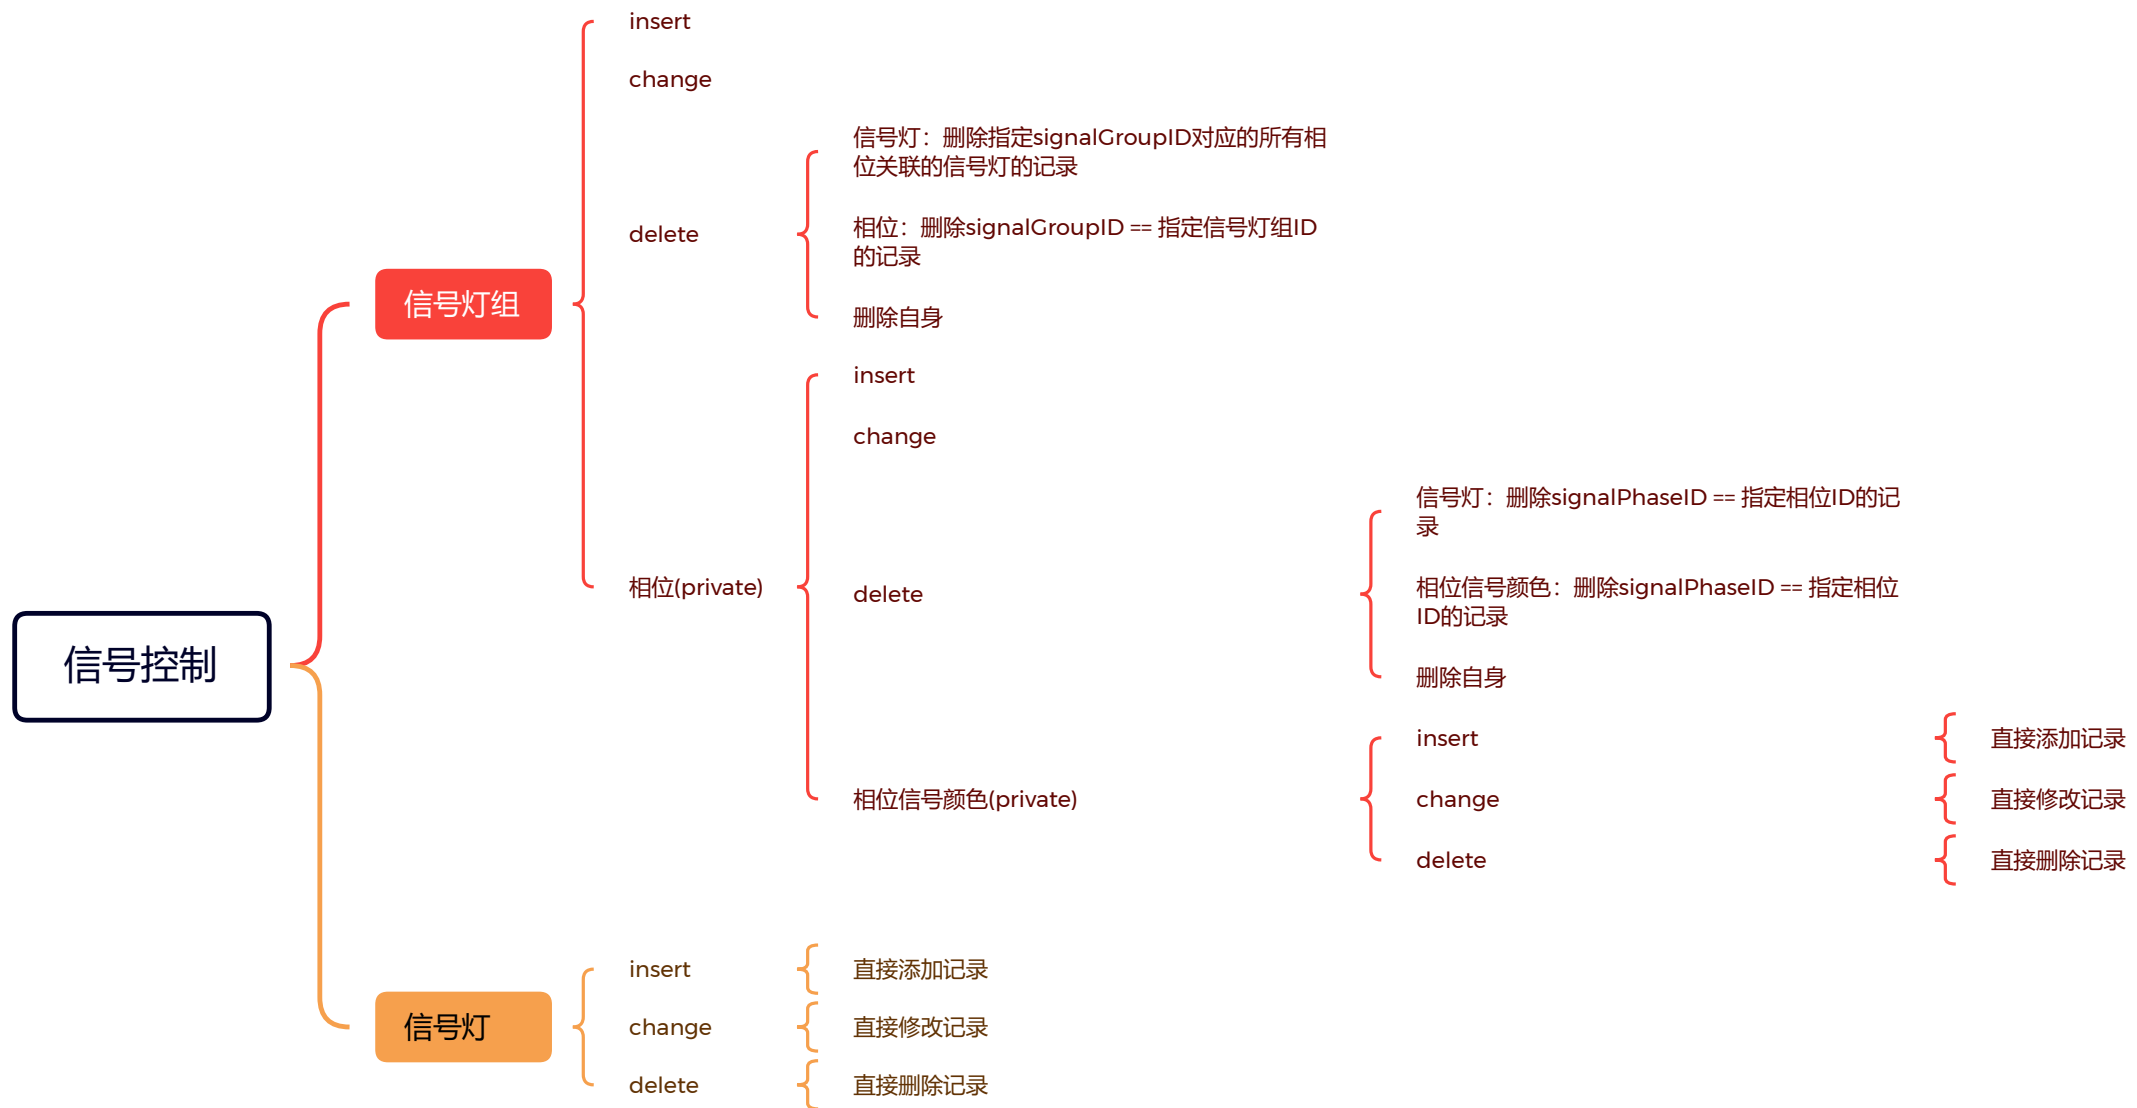 insert
change
信号灯：删除指定signalGroupID对应的所有相
位关联的信号灯的记录
delete
相位：删除signalGroupID == 指定信号灯组ID
的记录
信号灯组
删除自身
insert
change
信号灯：删除signalPhaseID == 指定相位ID的记
录
相位(private)
delete
相位信号颜色：删除signalPhaseID == 指定相位
ID的记录
信号控制
删除自身
insert
直接添加记录
相位信号颜色(private)
change
直接修改记录
delete
直接删除记录
insert
直接添加记录
信号灯
change
直接修改记录
delete
直接删除记录